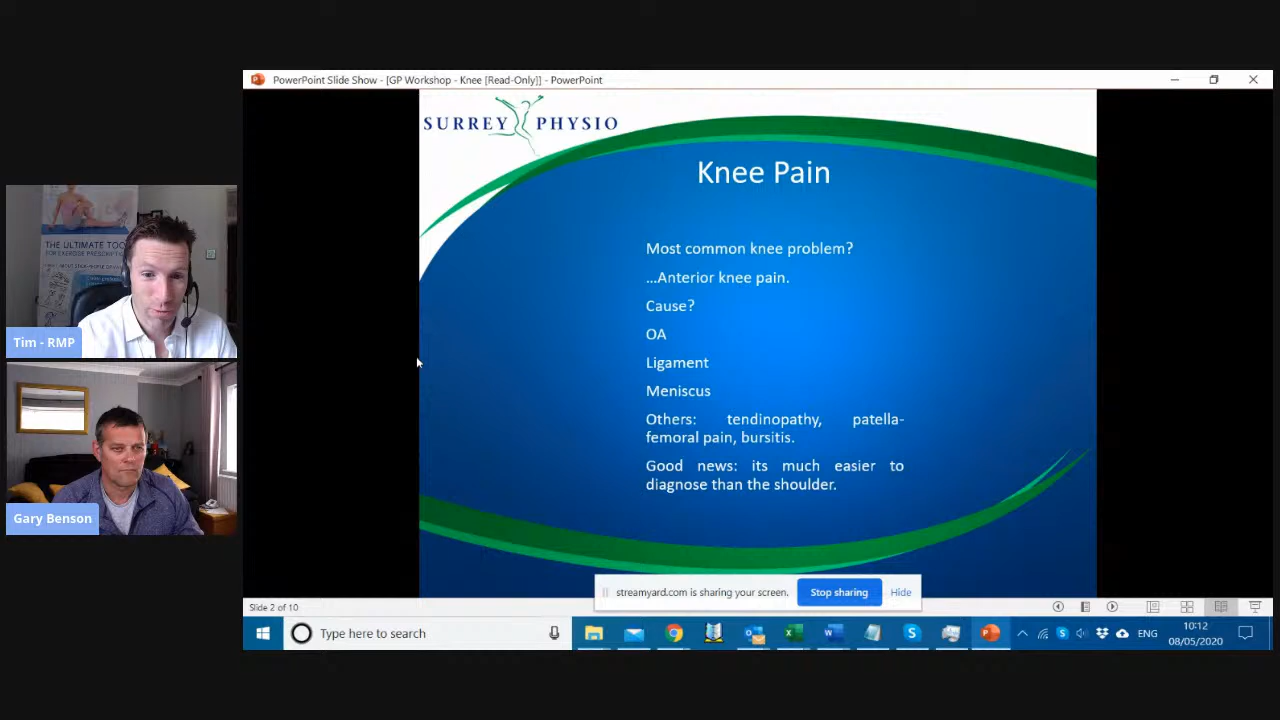 PowerPoint Slide Show - [GP Workshop - Knee [Read-Only]] - PowerPoint
SURREY PHYSIO
Knee Pain
Most common knee problem?
...Anterior knee pain.
Cause?
OA
Ligament
Meniscus
Others: tendinopathy, patella-
femoral pain, bursitis.
Good news: its much easier to
diagnose than the shoulder.
THE ULTIMATE TOO
Tim - RMP
Gary Benson
streamyard.com is sharing your screen.
Stop sharing
Hide
Slide 2 of 10
Type here to search
ENG
10:12
08/05/2020